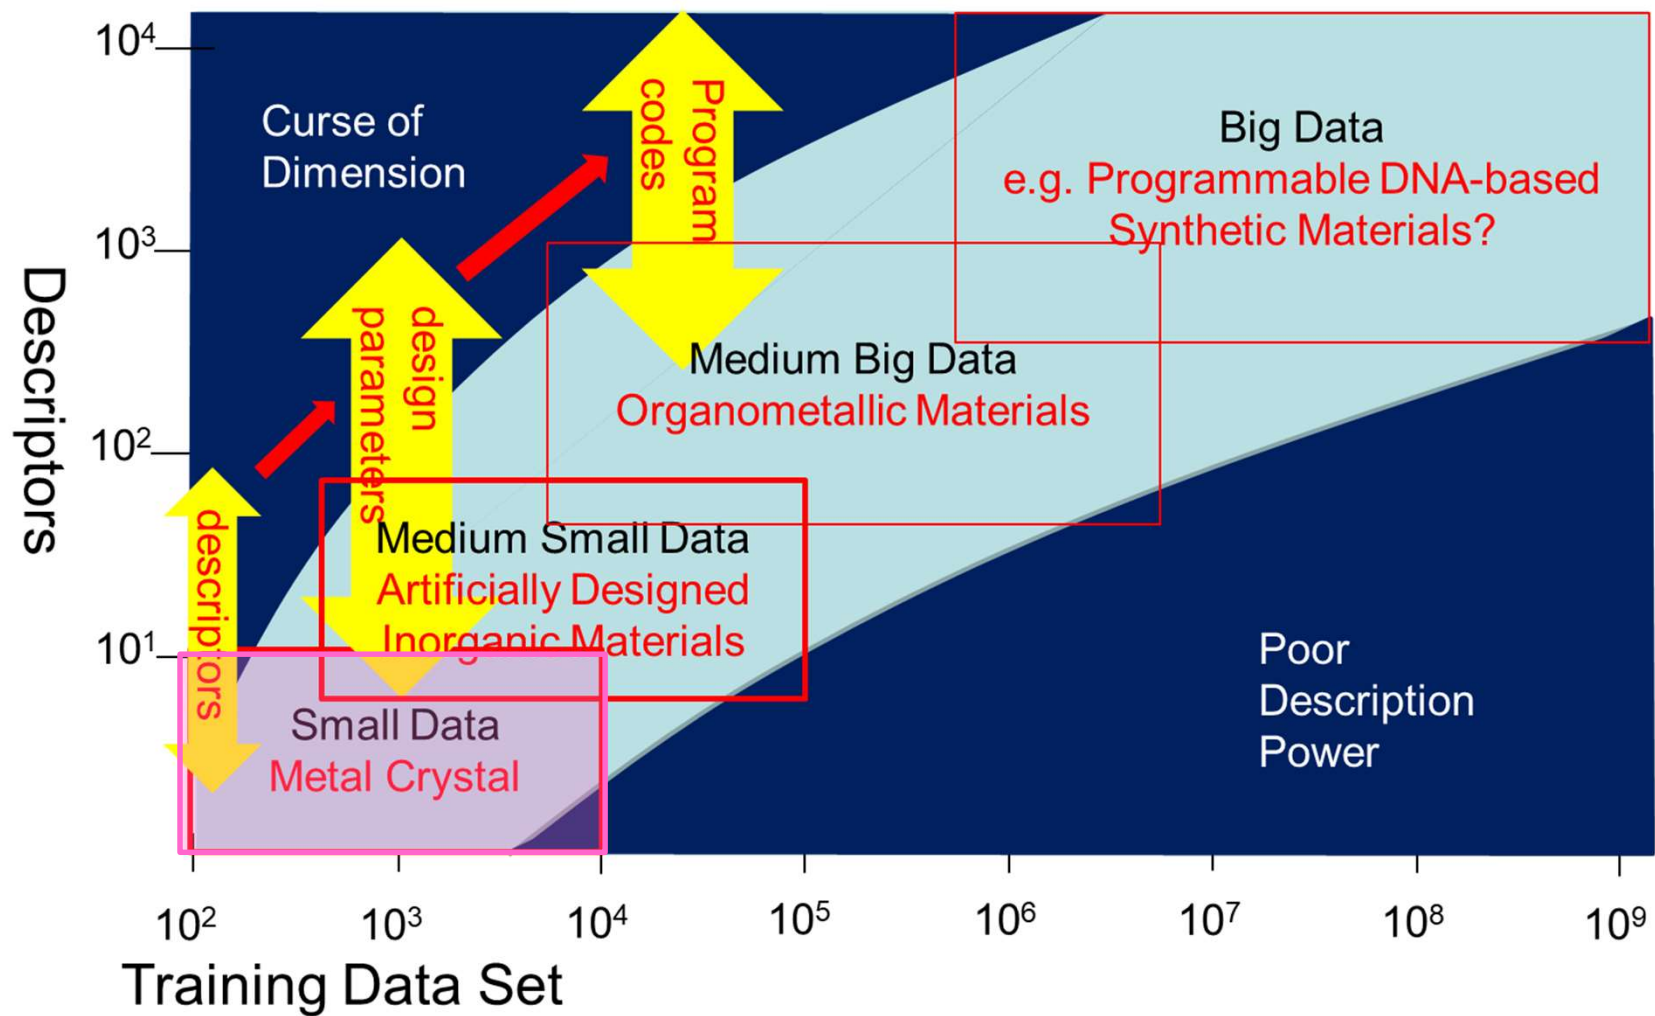 10⁴
Curse of
Dimension
Program
codes
Big Data
e.g. Programmable DNA-based
Synthetic Materials?
10³
Descriptors
design
parameters
Medium Big Data
Organometallic Materials
10²
descriptors
Medium Small Data
Artificially Designed
Inorganic Materials
10¹
Poor
Description
Power
Small Data
Metal Crystal
10² 10³ 10⁴ 10⁵ 10⁶ 10⁷ 10⁸ 10⁹
Training Data Set